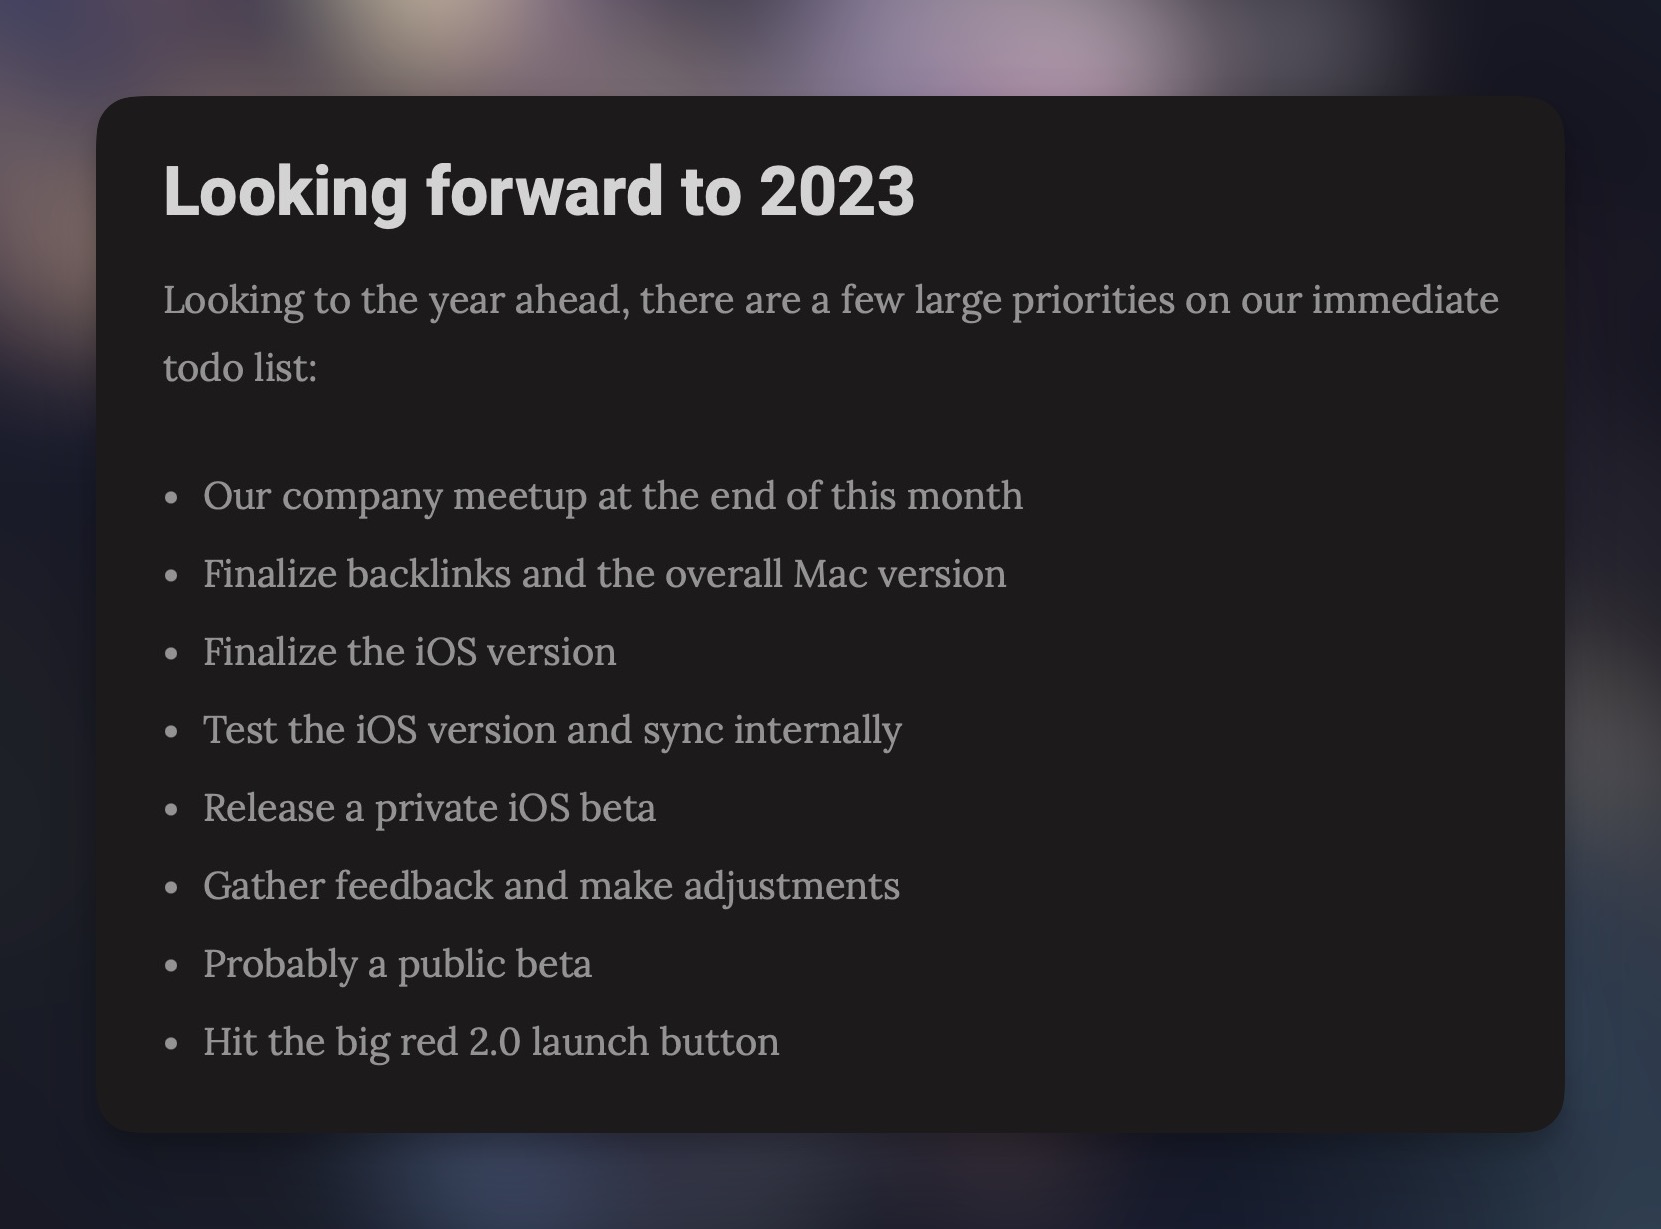 Looking forward to 2023
Looking to the year ahead, there are a few large priorities on our immediate
todo list:
• Our company meetup at the end of this month
• Finalize backlinks and the overall Mac version
• Finalize the iOS version
• Test the iOS version and sync internally
• Release a private iOS beta
• Gather feedback and make adjustments
• Probably a public beta
• Hit the big red 2.0 launch button